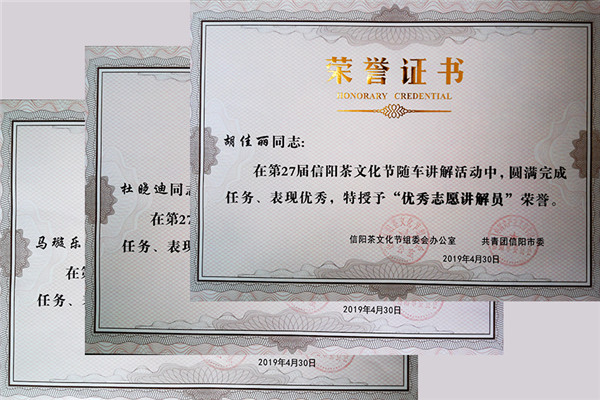 荣誉证书
HONORARY CREDENTIAL
胡佳丽同志：
在第27届信阳茶文化节随车讲解活动中，圆满完成
任务、表现优秀，特授予“优秀志愿讲解员”荣誉。
信阳茶文化节组委会办公室 共青团信阳市委
2019年4月30日
杜晓迪同志
在第27
任务、表现
2019年4月30日
马璇乐
在第
任务、
2019年4月30日